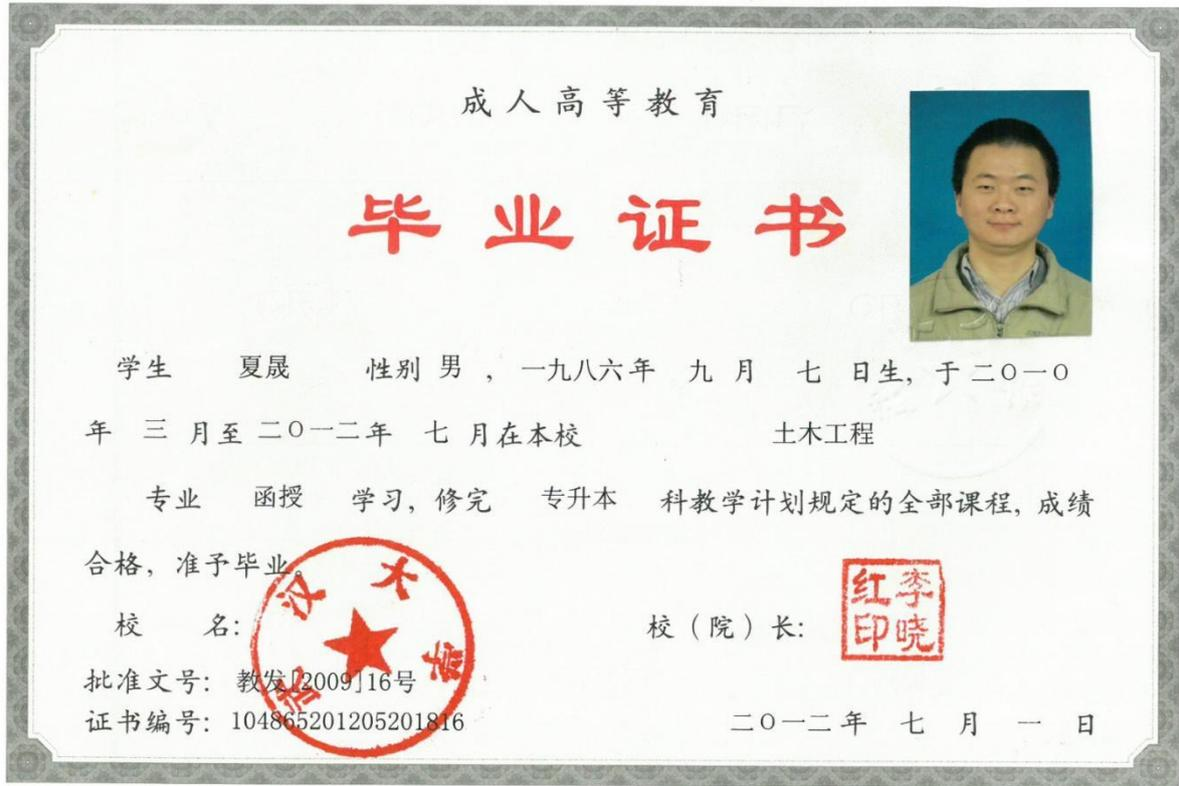 成人高等教育
毕业证书
学生 夏晟 性别 男 ，一九八六年 九 月 七 日生，于二〇一〇
年 三 月至二〇一二年 七 月在本校 土木工程
专业 函授 学习，修完 专升本 科教学计划规定的全部课程，成绩
合格，准予毕业。
武汉大学
校 名： 校（院）长：
李晓红印
批准文号：教发[2009]16号
证书编号：104865201205201816 二〇一二年 七 月 一 日